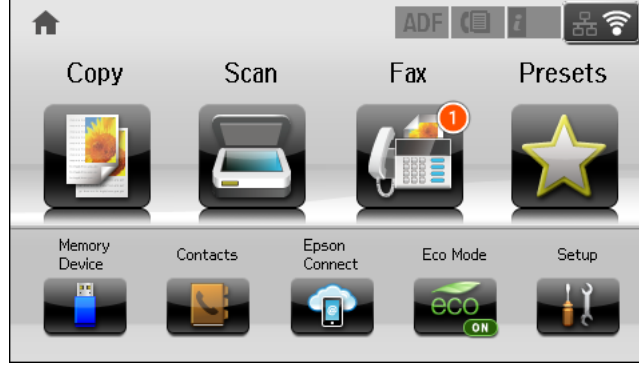 ADF i
Copy Scan Fax Presets
1
Memory
Device
Contacts
Epson
Connect
Eco Mode
Setup
@
eco
ON